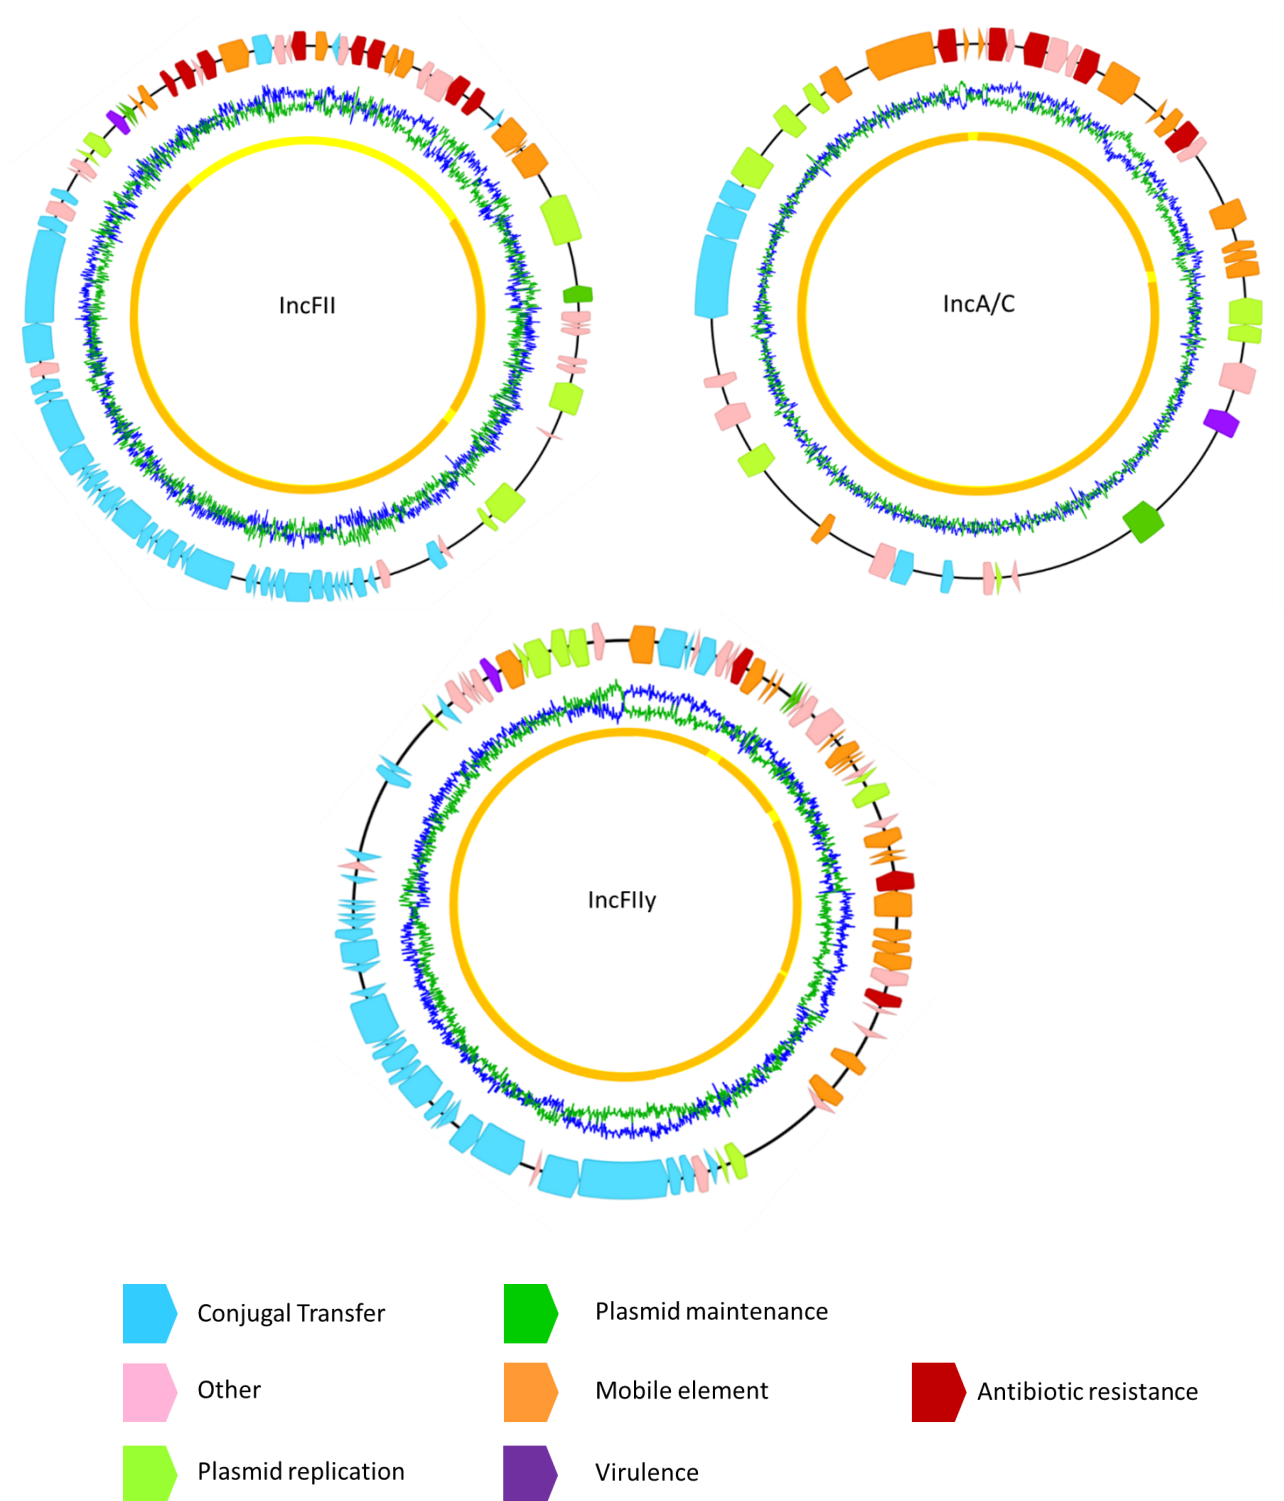 IncFII
IncA/C
IncFIIy
Conjugal Transfer
Plasmid maintenance
Other
Mobile element
Antibiotic resistance
Plasmid replication
Virulence